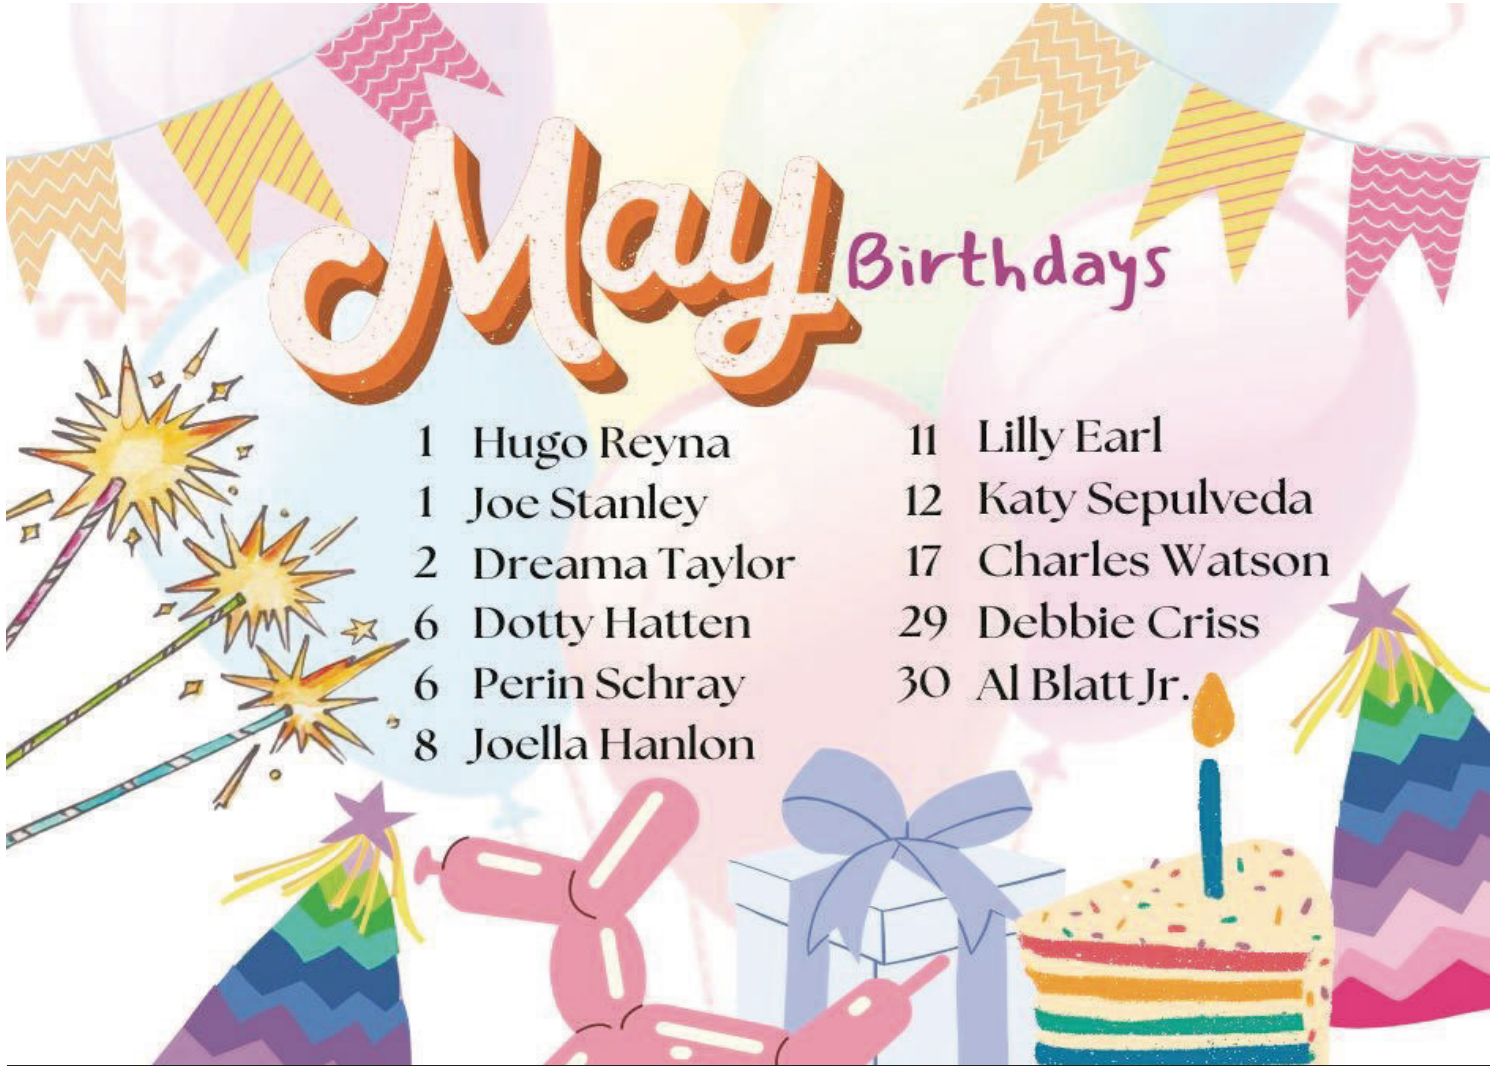 May Birthdays
1 Hugo Reyna
1 Joe Stanley
2 Dreama Taylor
6 Dotty Hatten
6 Perin Schray
8 Joella Hanlon
11 Lilly Earl
12 Katy Sepulveda
17 Charles Watson
29 Debbie Criss
30 Al Blatt Jr.